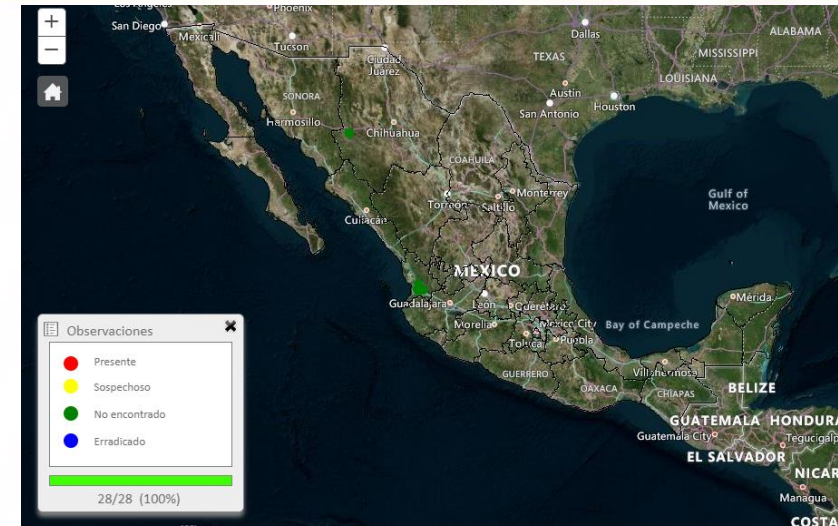 Phoenix
San Diego
Mexicali
Tucson
Dallas
ALABAMA
MISSISSIPPI
TEXAS
Ciudad
Juárez
LOUISIANA
SONORA
Austin
Houston
San Antonio
Hermosillo
Chihuahua
COAHUILA
Monterrey
Torreón
Saltillo
Gulf of
Mexico
Culiacán
MEXICO
Guadalajara
León
Querétaro
Mérida
Morelia
Mexico City
Bay of Campeche
Toluca
Puebla
GUERRERO
Villahermosa
OAXACA
CHIAPAS
BELIZE
GUATEMALA
HONDURA
Guatemala City
Tegucigalp
EL SALVADOR
NICAR
Managua
COSTA
+
−
Observaciones
Presente
Sospechoso
No encontrado
Erradicado
28/28 (100%)